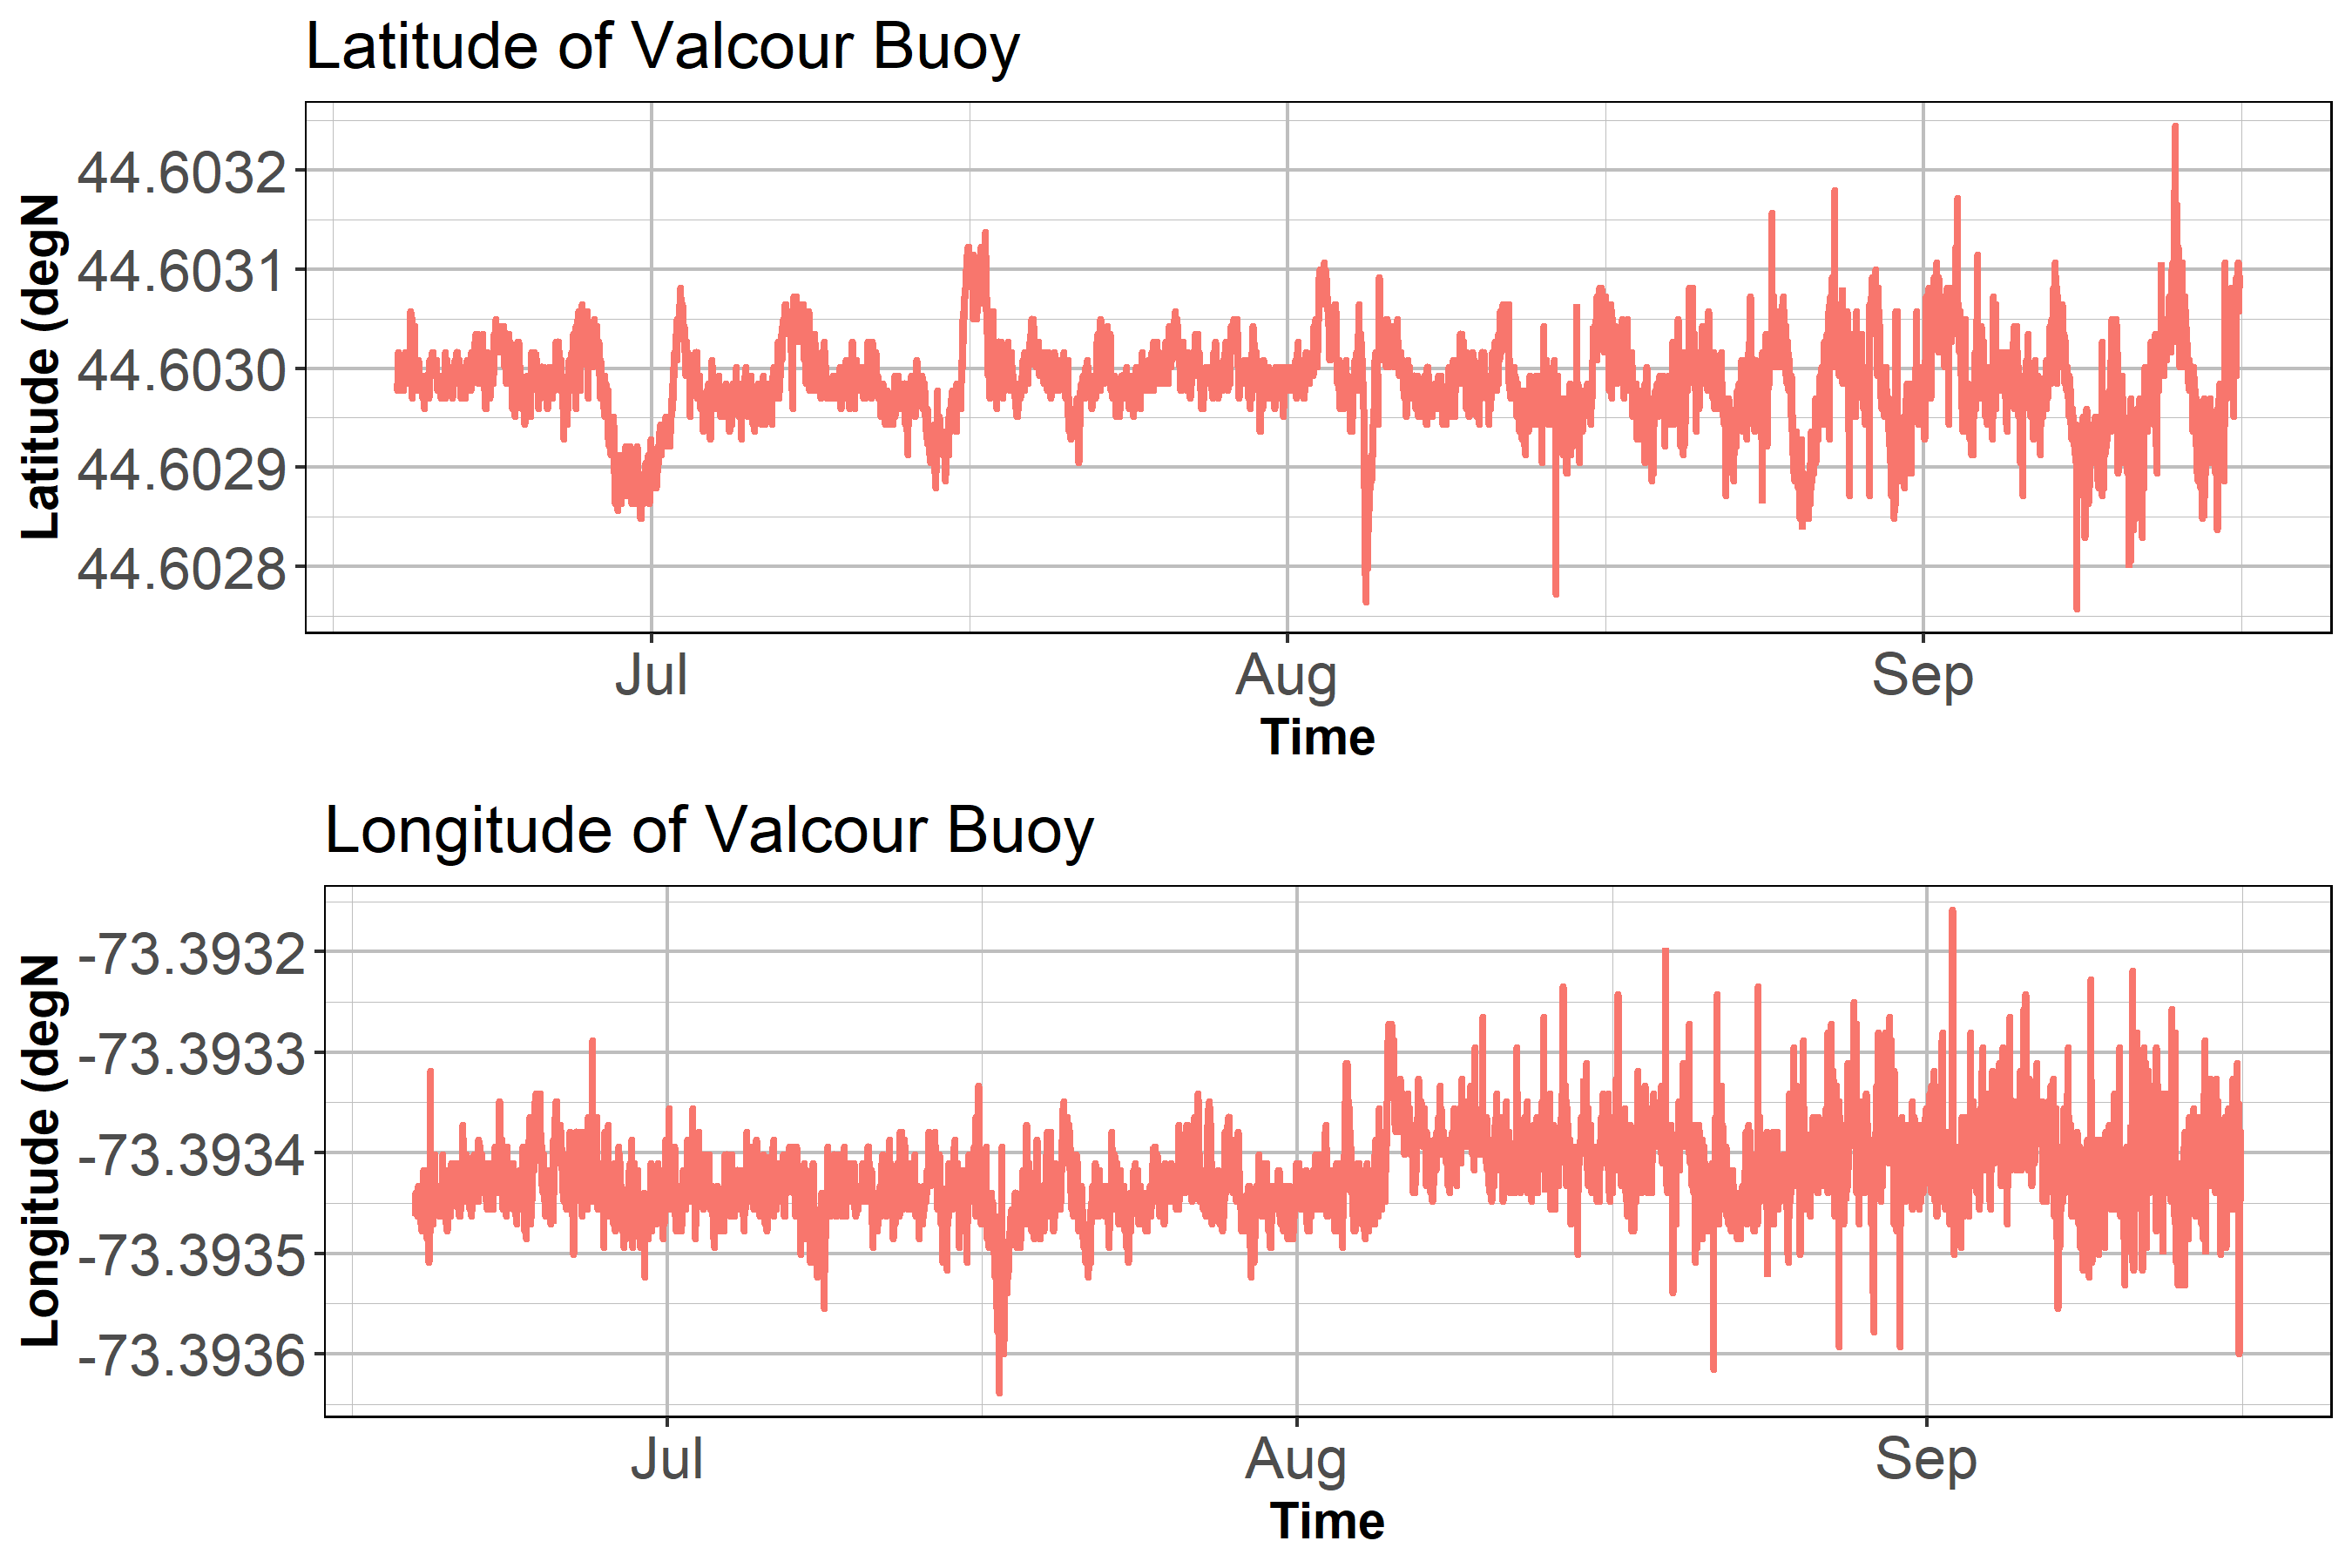 Latitude of Valcour Buoy
Latitude (degN
44.6032
44.6031
44.6030
44.6029
44.6028
Jul Aug Sep
Time
Longitude of Valcour Buoy
Longitude (degN
-73.3932
-73.3933
-73.3934
-73.3935
-73.3936
Jul Aug Sep
Time